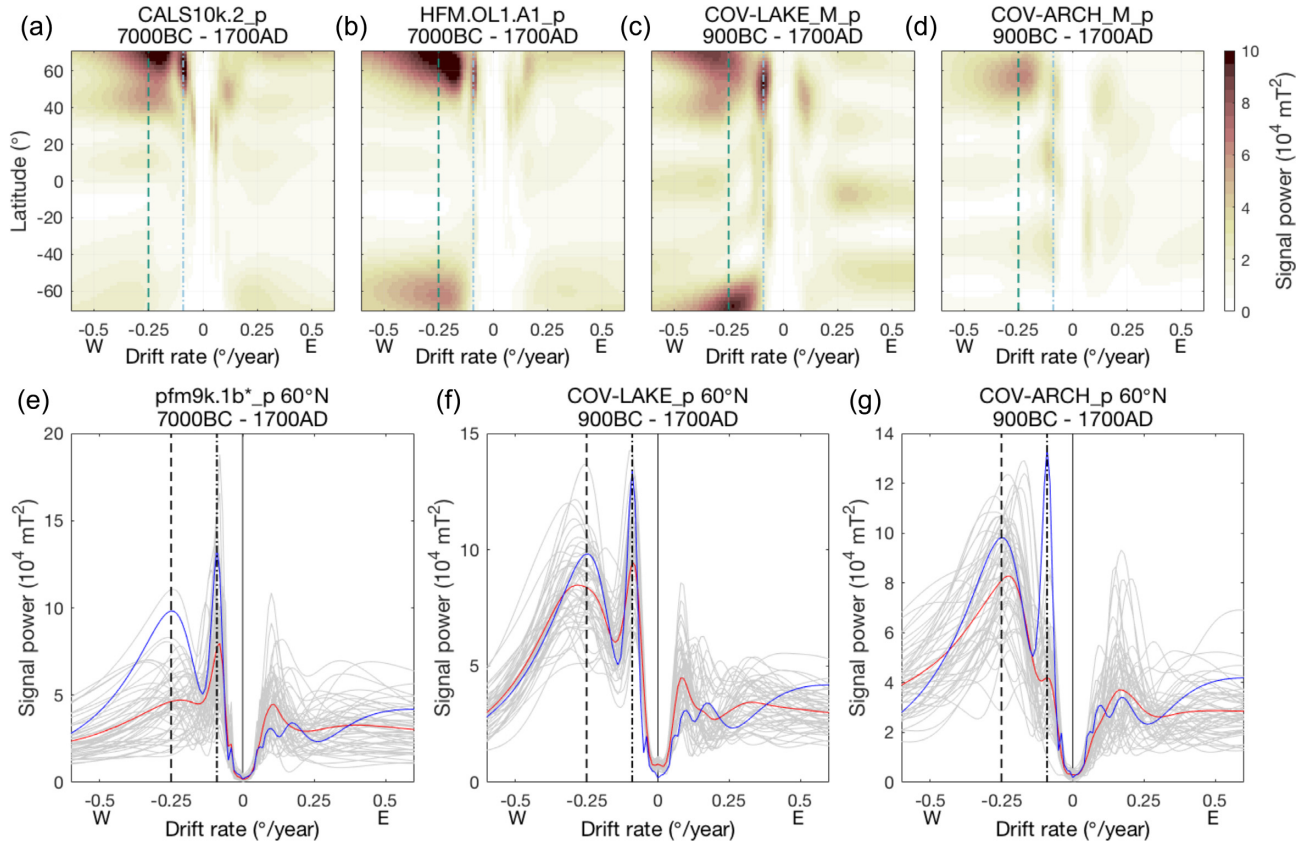 (a) CALS10k.2_p
7000BC - 1700AD
(b) HFM.OL1.A1_p
7000BC - 1700AD
(c) COV-LAKE_M_p
900BC - 1700AD
(d) COV-ARCH_M_p
900BC - 1700AD
Latitude (°)
60
40
20
0
-20
-40
-60
-0.5 -0.25 0 0.25 0.5
W E
Drift rate (°/year)
-0.5 -0.25 0 0.25 0.5
W E
Drift rate (°/year)
-0.5 -0.25 0 0.25 0.5
W E
Drift rate (°/year)
-0.5 -0.25 0 0.25 0.5
W E
Drift rate (°/year)
10
8
6
4
2
0
Signal power (10⁴ mT²)
(e) pfm9k.1b*_p 60°N
7000BC - 1700AD
Signal power (10⁴ mT²)
20
15
10
5
0
-0.5 -0.25 0 0.25 0.5
W E
Drift rate (°/year)
(f) COV-LAKE_p 60°N
900BC - 1700AD
Signal power (10⁴ mT²)
15
10
5
0
-0.5 -0.25 0 0.25 0.5
W E
Drift rate (°/year)
(g) COV-ARCH_p 60°N
900BC - 1700AD
Signal power (10⁴ mT²)
14
12
10
8
6
4
2
0
-0.5 -0.25 0 0.25 0.5
W E
Drift rate (°/year)